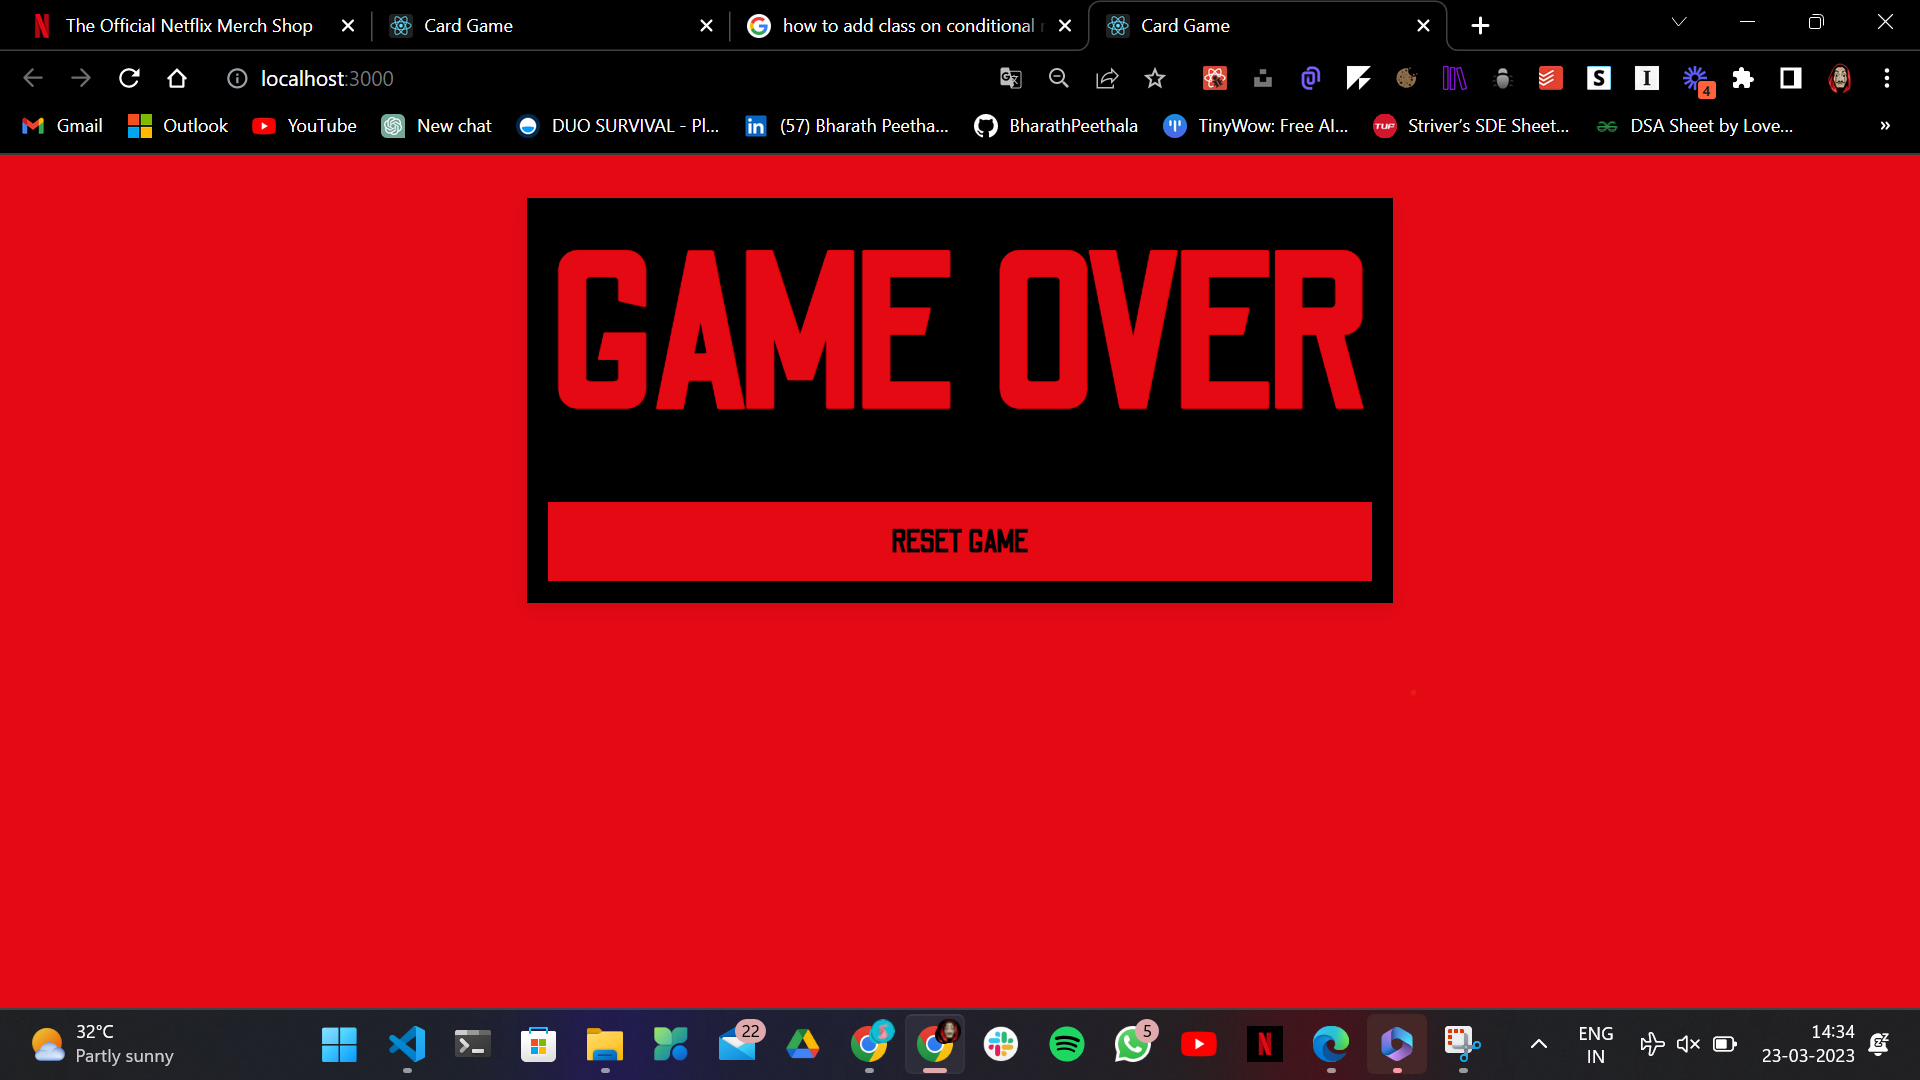 The Official Netflix Merch Shop
Card Game
how to add class on conditional
Card Game
localhost:3000
4
Gmail
Outlook
YouTube
New chat
DUO SURVIVAL - Pl...
(57) Bharath Peetha...
BharathPeethala
TinyWow: Free AI...
TUF
Striver's SDE Sheet...
DSA Sheet by Love...
GAME OVER
RESET GAME
32°C
Partly sunny
22
5
ENG
IN
14:34
23-03-2023